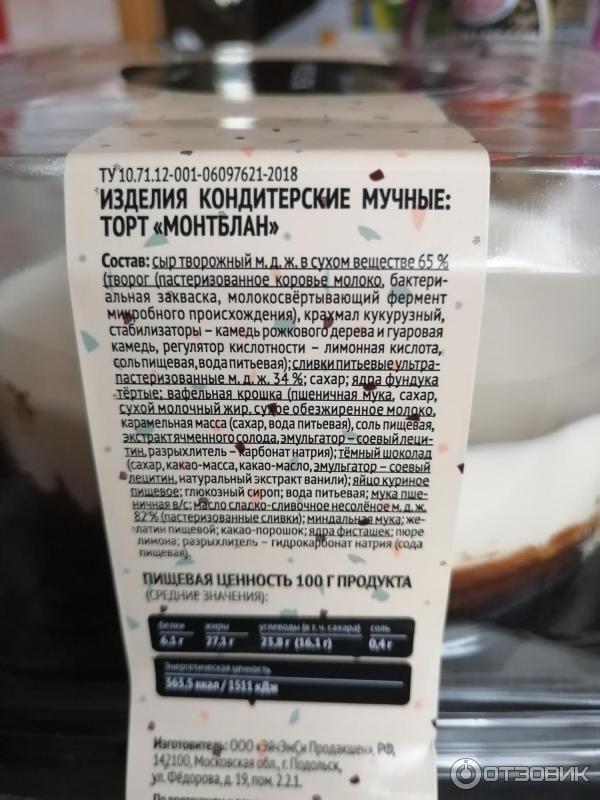 ТУ 10.71.12-001-06097621-2018
ИЗДЕЛИЯ КОНДИТЕРСКИЕ МУЧНЫЕ:
ТОРТ «МОНТБЛАН»
Состав: сыр творожный м. д. ж. в сухом веществе 65 %
(творог (пастеризованное коровье молоко, бактери-
альная закваска, молокосвёртывающий фермент
микробного происхождения), крахмал кукурузный,
стабилизаторы – камедь рожкового дерева и гуаровая
камедь, регулятор кислотности – лимонная кислота,
соль пищевая, вода питьевая); сливки питьевые ультра-
пастеризованные м. д. ж. 34 %; сахар; ядра фундука
тёртые; вафельная крошка (пшеничная мука, сахар,
сухой молочный жир, сухое обезжиренное молоко,
карамельная масса (сахар, вода питьевая), соль пищевая,
экстракт ячменного солода, эмульгатор – соевый леци-
тин, разрыхлитель – карбонат натрия); тёмный шоколад
(сахар, какао-масса, какао-масло, эмульгатор – соевый
лецитин, натуральный экстракт ванили); яйцо куриное
пищевое; глюкозный сироп; вода питьевая; мука пше-
ничная в/с; масло сладко-сливочное несолёное м. д. ж.
82 % (пастеризованные сливки); миндальная мука; же-
латин пищевой; какао-порошок; ядра фисташек; пюре
лимона; разрыхлитель – гидрокарбонат натрия (сода
пищевая).
ПИЩЕВАЯ ЦЕННОСТЬ 100 Г ПРОДУКТА
(СРЕДНИЕ ЗНАЧЕНИЯ):
белки жиры углеводы (в т. ч. сахара) соль
6,1 г 27,1 г 23,8 г (16,1 г) 0,4 г
Энергетическая ценность
363,5 ккал / 1511 кДж
Изготовитель: ООО «Эй-ЭнСи Продакшен», РФ,
142100, Московская обл., г. Подольск,
ул. Фёдорова, д. 19, пом. 2.2.1.
ОТЗОВИК